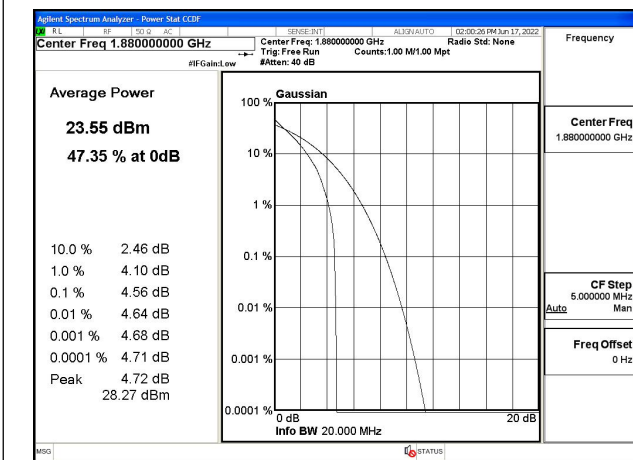 Agilent Spectrum Analyzer - Power Stat CCDF
RL RF 50 Ω AC SENSE:INT ALIGNAUTO 02:00:26 PM Jun 17, 2022
Center Freq 1.880000000 GHz
Center Freq: 1.880000000 GHz Radio Std: None
Trig: Free Run Counts:1.00 M/1.00 Mpt
#IFGain:Low #Atten: 40 dB
Frequency
Average Power
23.55 dBm
47.35 % at 0dB
10.0 % 2.46 dB
1.0 % 4.10 dB
0.1 % 4.56 dB
0.01 % 4.64 dB
0.001 % 4.68 dB
0.0001 % 4.71 dB
Peak 4.72 dB
28.27 dBm
Gaussian
100 %
10 %
1 %
0.1 %
0.01 %
0.001 %
0.0001 %
0 dB 20 dB
Info BW 20.000 MHz
Center Freq
1.880000000 GHz
CF Step
5.000000 MHz
Auto Man
Freq Offset
0 Hz
MSG STATUS